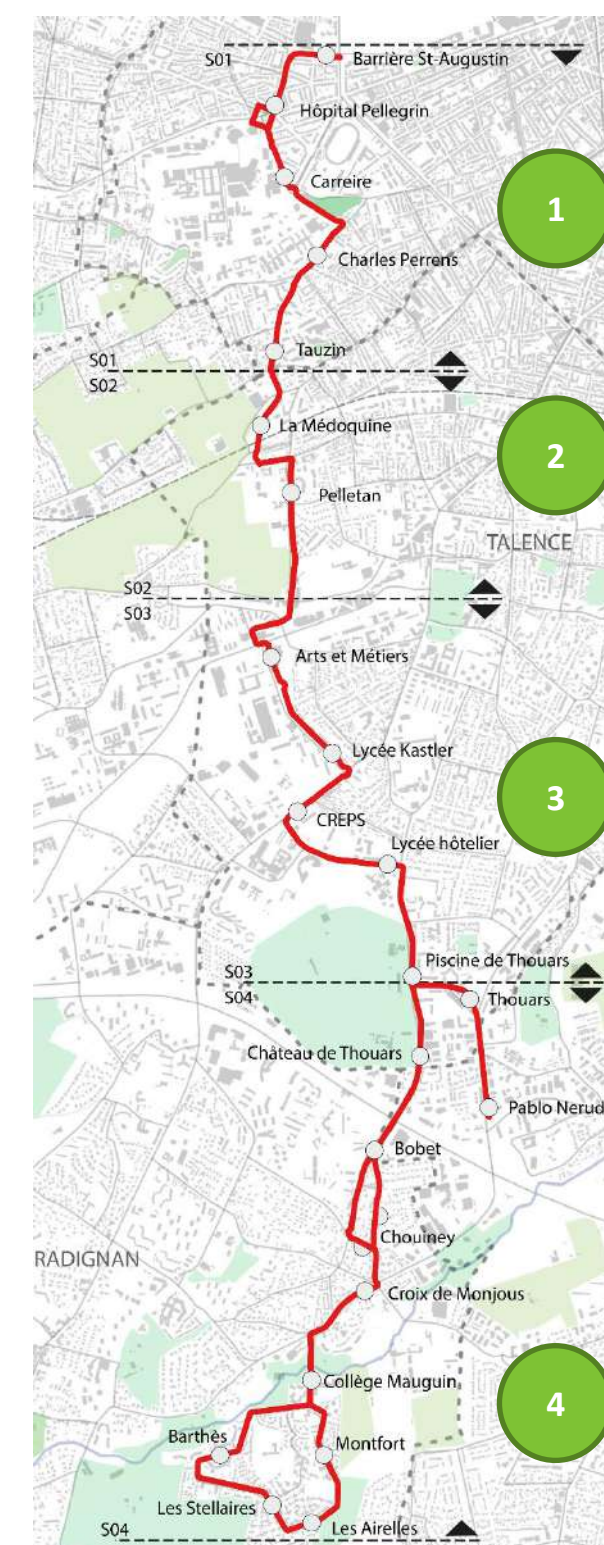 S01
Barrière St-Augustin
Hôpital Pellegrin
Carreire
1
Charles Perrens
Tauzin
S01
S02
La Médoquine
2
Pelletan
TALENCE
S02
S03
Arts et Métiers
Lycée Kastler
3
CREPS
Lycée hôtelier
Piscine de Thouars
S03
S04
Thouars
Château de Thouars
Pablo Nerud
Bobet
Chouiney
RADIGNAN
Croix de Monjous
Collège Mauguin
4
Barthès
Montfort
Les Stellaires
Les Airelles
S04